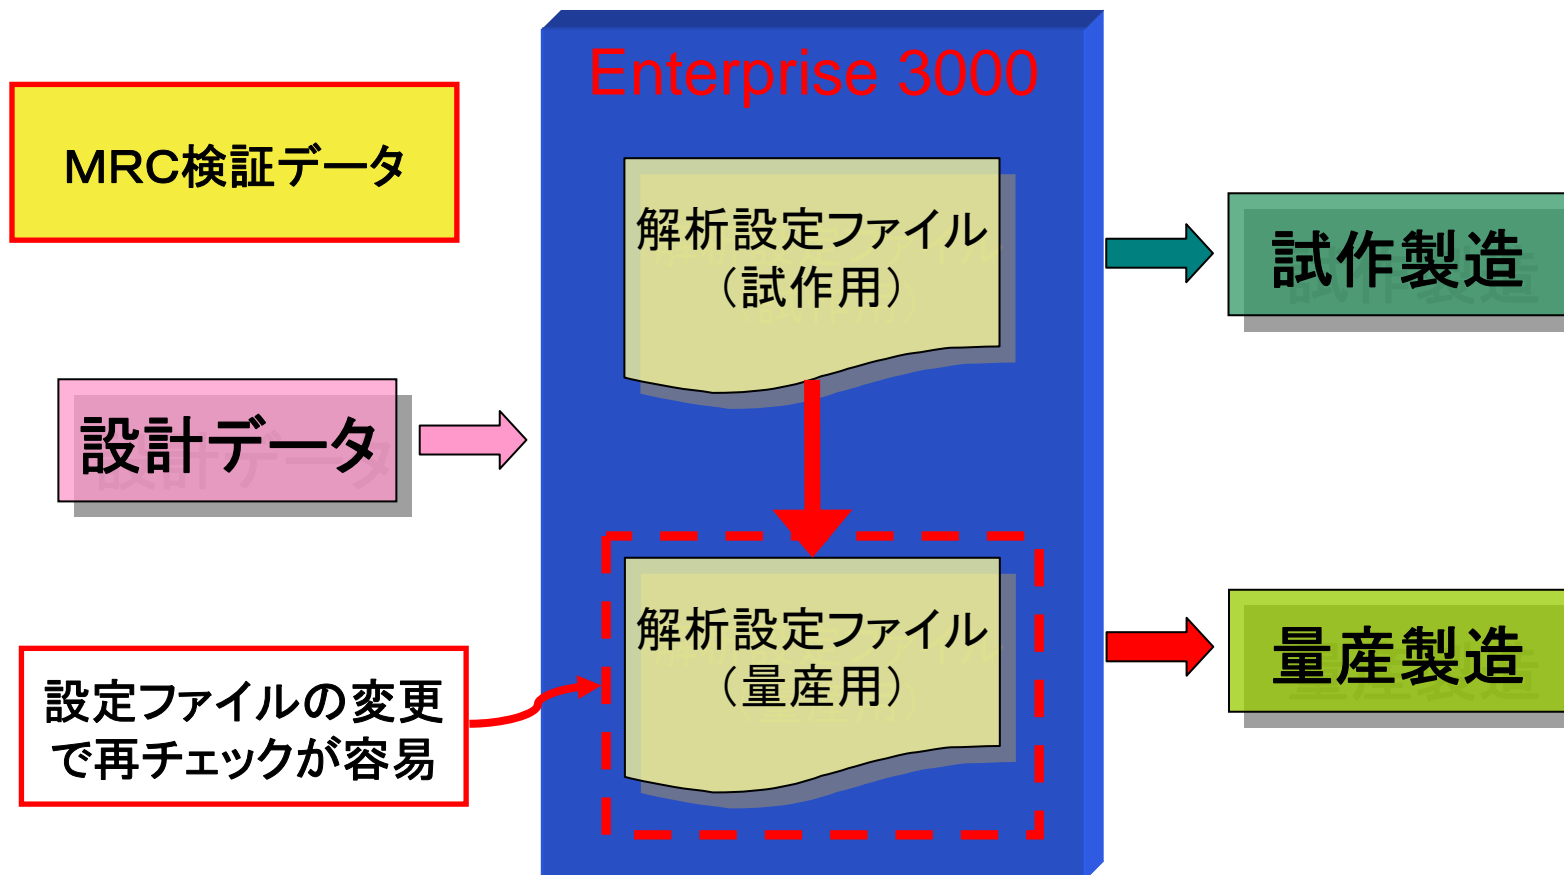 Enterprise 3000
ＭＲＣ検証データ
解析設定ファイル
（試作用）
試作製造
設計データ
解析設定ファイル
（量産用）
量産製造
設定ファイルの変更
で再チェックが容易